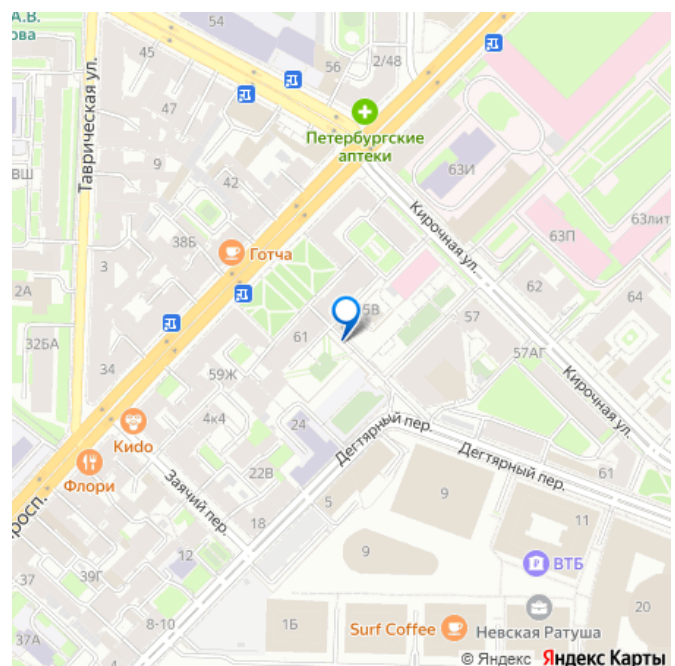 А.В.
ова
54
45
56
2/48
Таврическая ул.
47
Петербургские
аптеки
ВШ
9
42
63И
Кирочная ул.
63лит
63П
38Б
Готча
3
2А
62
64
5В
57
32БА
61
57АГ
34
59Ж
Кирочная ул.
4к4
24
Кидо
Дегтярный пер.
Дегтярный пер.
61
Флори
22В
Заячий пер.
9
росп.
18
5
11
12
9
ВТБ
37
39Г
20
37А
8-10
1Б
Surf Coffee
Невская Ратуша
© Яндекс Яндекс Карты